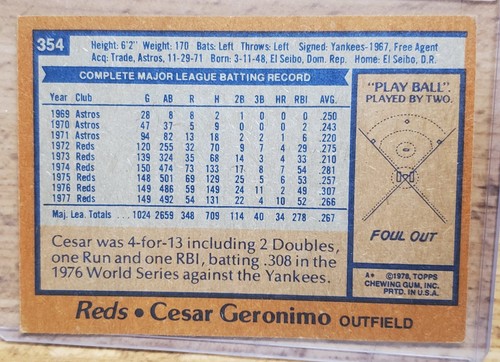 354
Height: 6'2" Weight: 170 Bats: Left Throws: Left Signed: Yankees-1967, Free Agent
Acq: Trade, Astros, 11-29-71 Born: 3-11-48, El Seibo, Dom. Rep. Home: El Seibo, D.R.
COMPLETE MAJOR LEAGUE BATTING RECORD
Year Club G AB R H 2B 3B HR RBI AVG.
1969 Astros 28 8 8 2 1 0 0 0 .250
1970 Astros 47 37 5 9 0 0 0 2 .243
1971 Astros 94 82 13 18 2 2 1 6 .220
1972 Reds 120 255 32 70 9 7 4 29 .275
1973 Reds 139 324 35 68 14 3 4 33 .210
1974 Reds 150 474 73 133 17 8 7 54 .281
1975 Reds 148 501 69 129 25 5 6 53 .257
1976 Reds 149 486 59 149 24 11 2 49 .307
1977 Reds 149 492 54 131 22 4 10 52 .266
Maj. Lea. Totals ... 1024 2659 348 709 114 40 34 278 .267
Cesar was 4-for-13 including 2 Doubles,
one Run and one RBI, batting .308 in the
1976 World Series against the Yankees.
"PLAY BALL".
PLAYED BY TWO.
FOUL OUT
A* ©1978, TOPPS
CHEWING GUM, INC.
PRTD. IN U.S.A.
Reds • Cesar Geronimo OUTFIELD